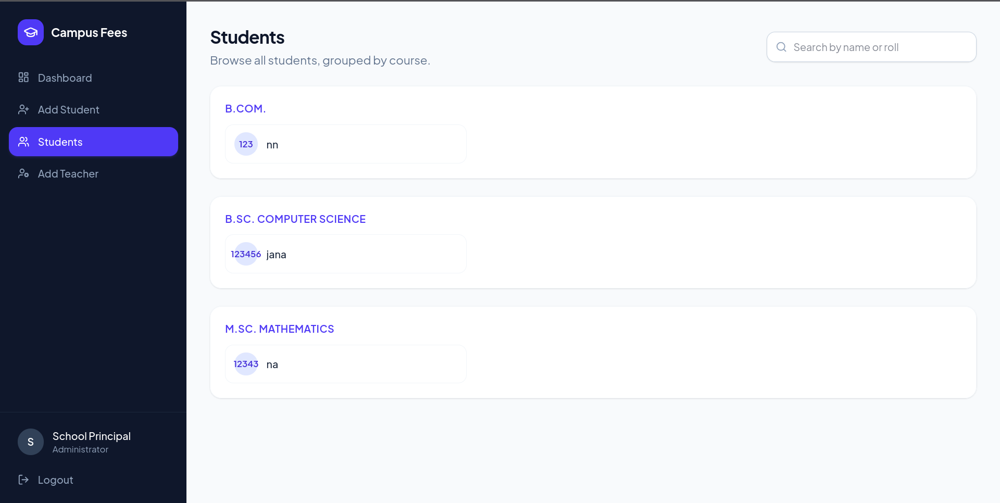 Campus Fees
Dashboard
Add Student
Students
Add Teacher
School Principal
S
Administrator
Logout
Students
Browse all students, grouped by course.
Search by name or roll
B.COM.
123 nn
B.SC. COMPUTER SCIENCE
123456 jana
M.SC. MATHEMATICS
12343 na